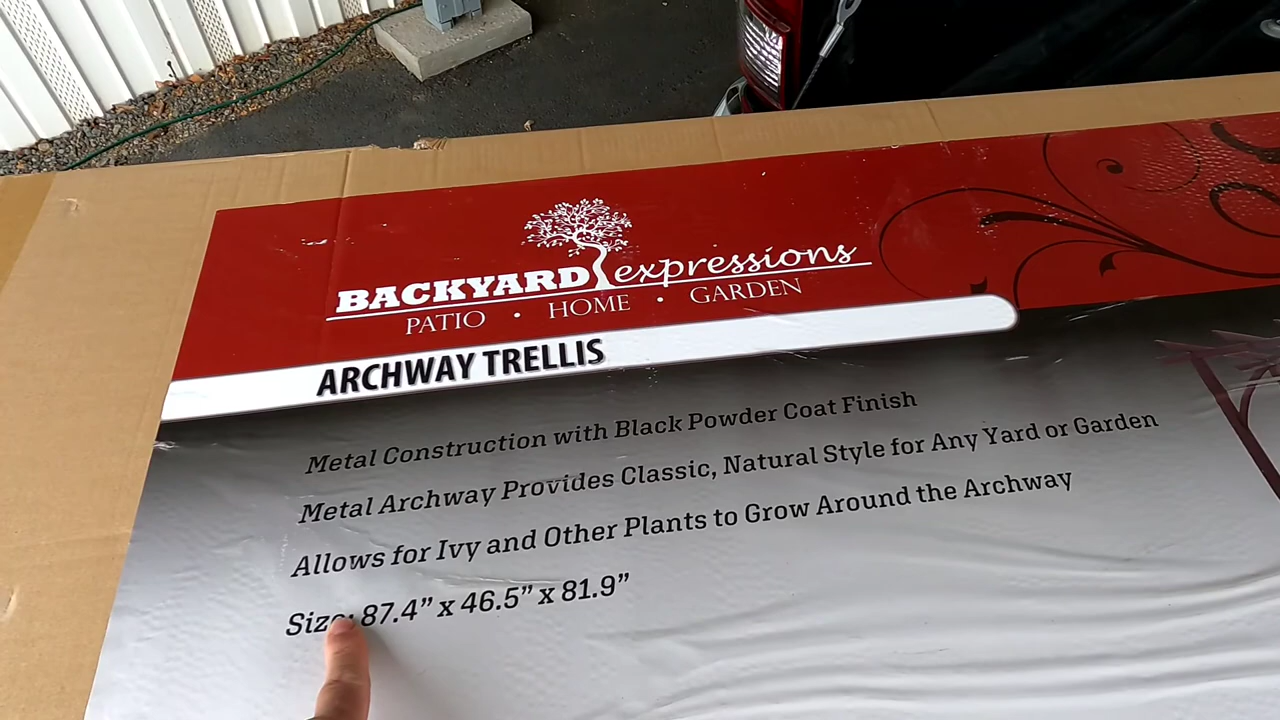 BACKYARD expressions
PATIO • HOME • GARDEN
ARCHWAY TRELLIS
Metal Construction with Black Powder Coat Finish
Metal Archway Provides Classic, Natural Style for Any Yard or Garden
Allows for Ivy and Other Plants to Grow Around the Archway
Size: 87.4” x 46.5” x 81.9”